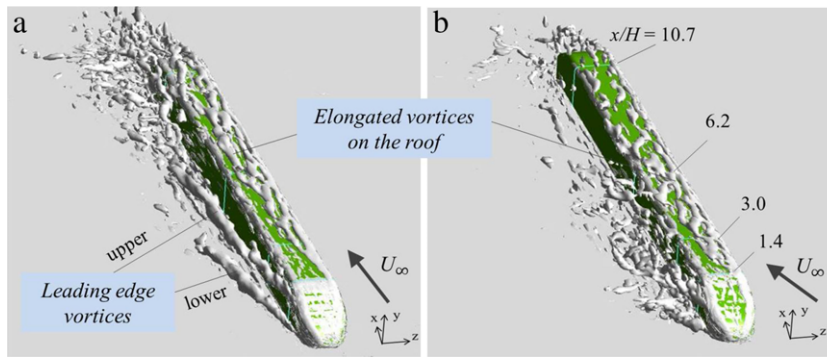 a
Elongated vortices
on the roof
upper
Leading edge
vortices
lower
U∞
x
y
z
b
x/H = 10.7
6.2
3.0
1.4
U∞
x
y
z